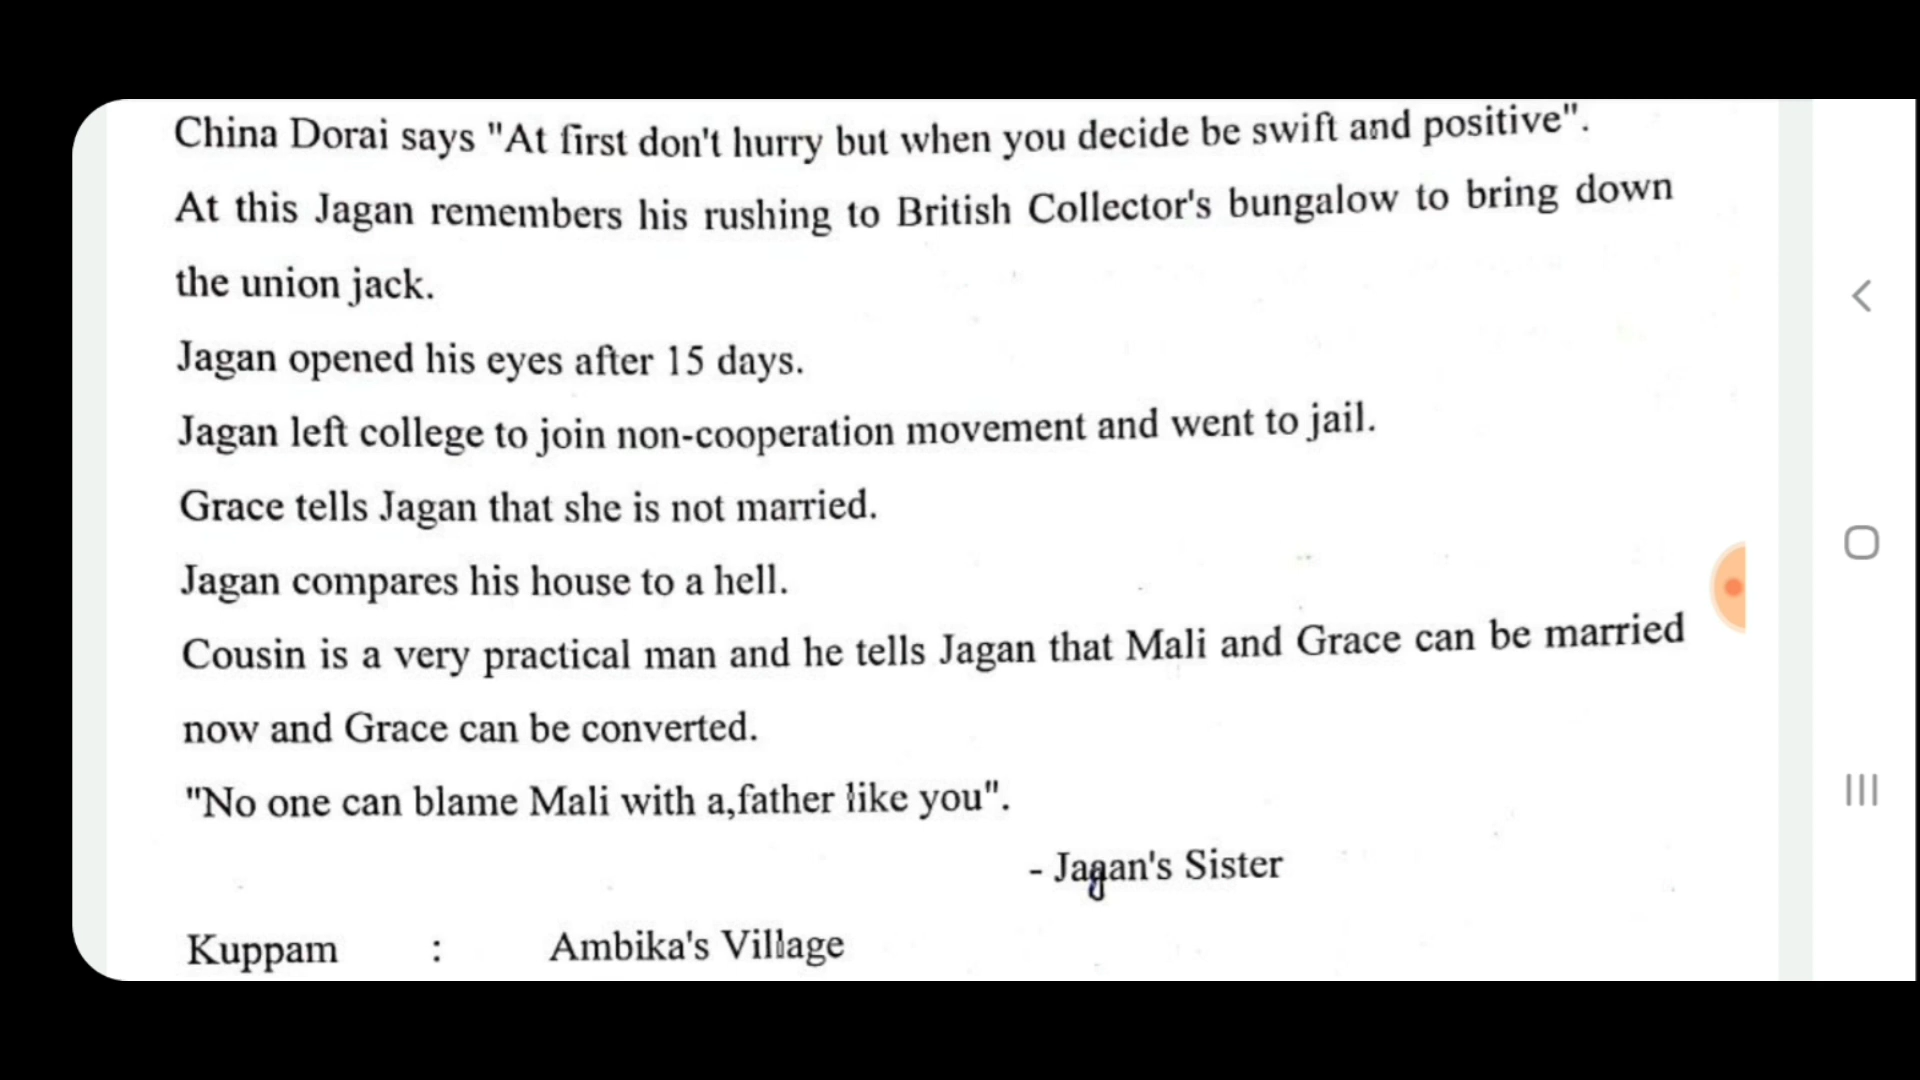 China Dorai says "At first don't hurry but when you decide be swift and positive".
At this Jagan remembers his rushing to British Collector's bungalow to bring down
the union jack.
Jagan opened his eyes after 15 days.
Jagan left college to join non-cooperation movement and went to jail.
Grace tells Jagan that she is not married.
Jagan compares his house to a hell.
Cousin is a very practical man and he tells Jagan that Mali and Grace can be married
now and Grace can be converted.
"No one can blame Mali with a,father like you".
- Jagan's Sister
Kuppam : Ambika's Village